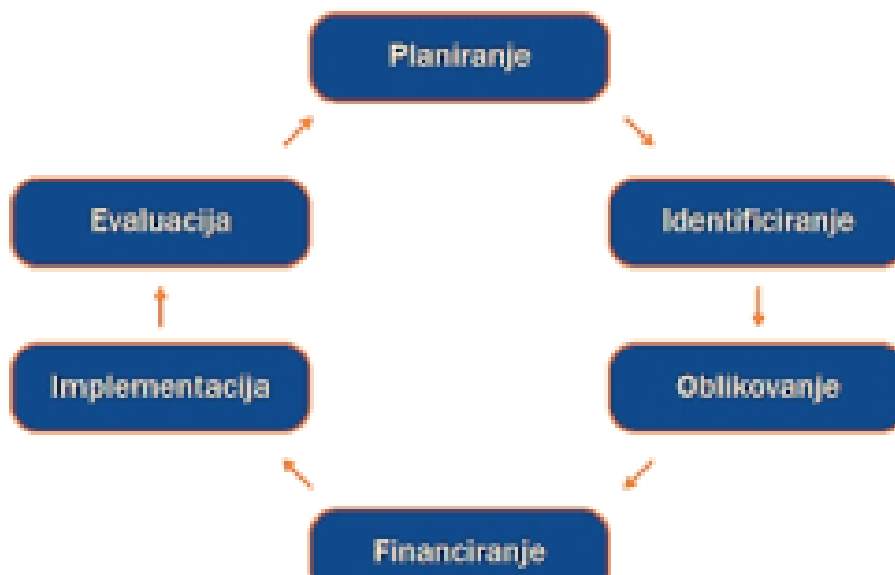 Planiranje
Identificiranje
Oblikovanje
Financiranje
Implementacija
Evaluacija